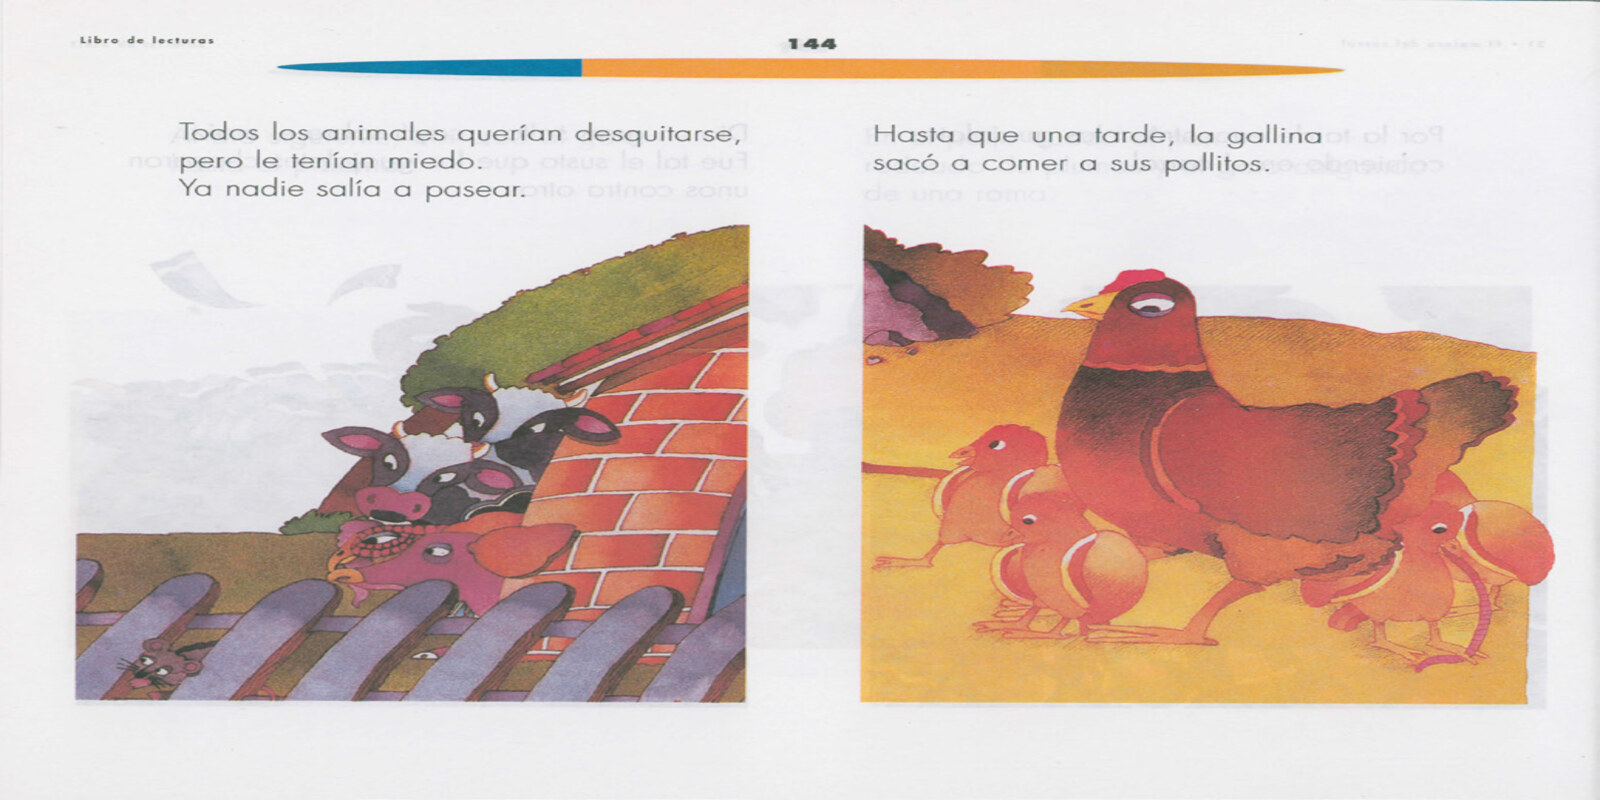 Libro de lecturas
144
Todos los animales querían desquitarse,
pero le tenían miedo.
Ya nadie salía a pasear.
Hasta que una tarde, la gallina
sacó a comer a sus pollitos.